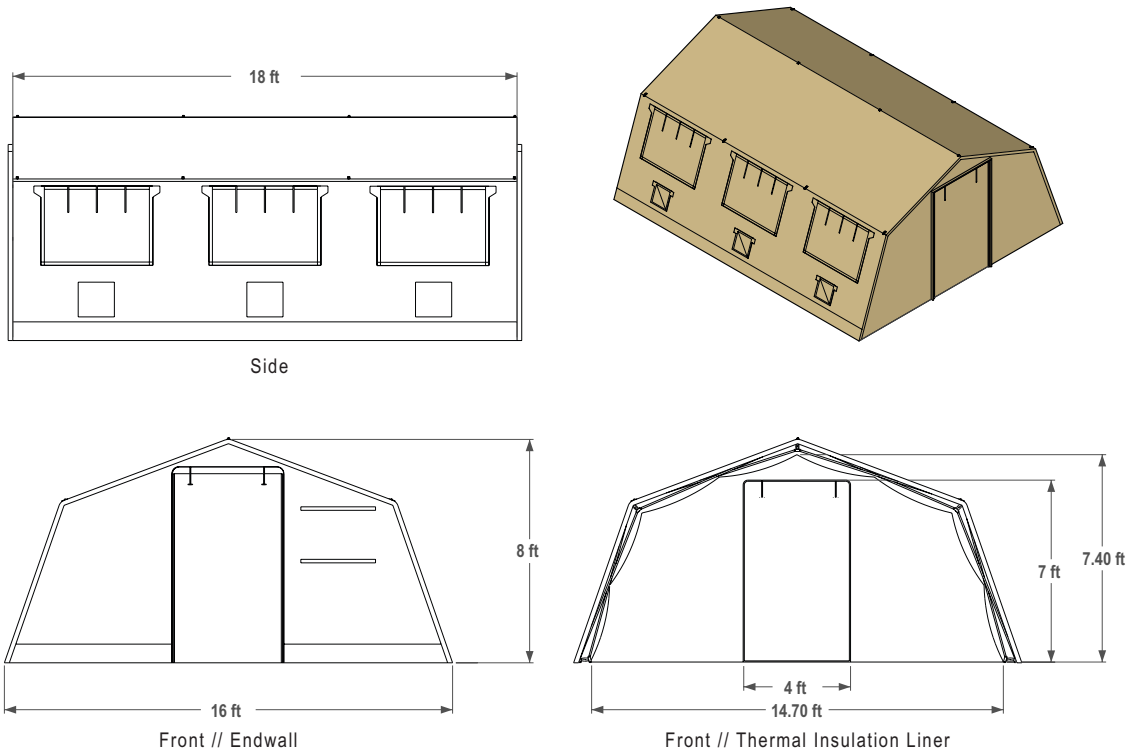 18 ft
Side
8 ft
16 ft
Front // Endwall
7.40 ft
7 ft
4 ft
14.70 ft
Front // Thermal Insulation Liner